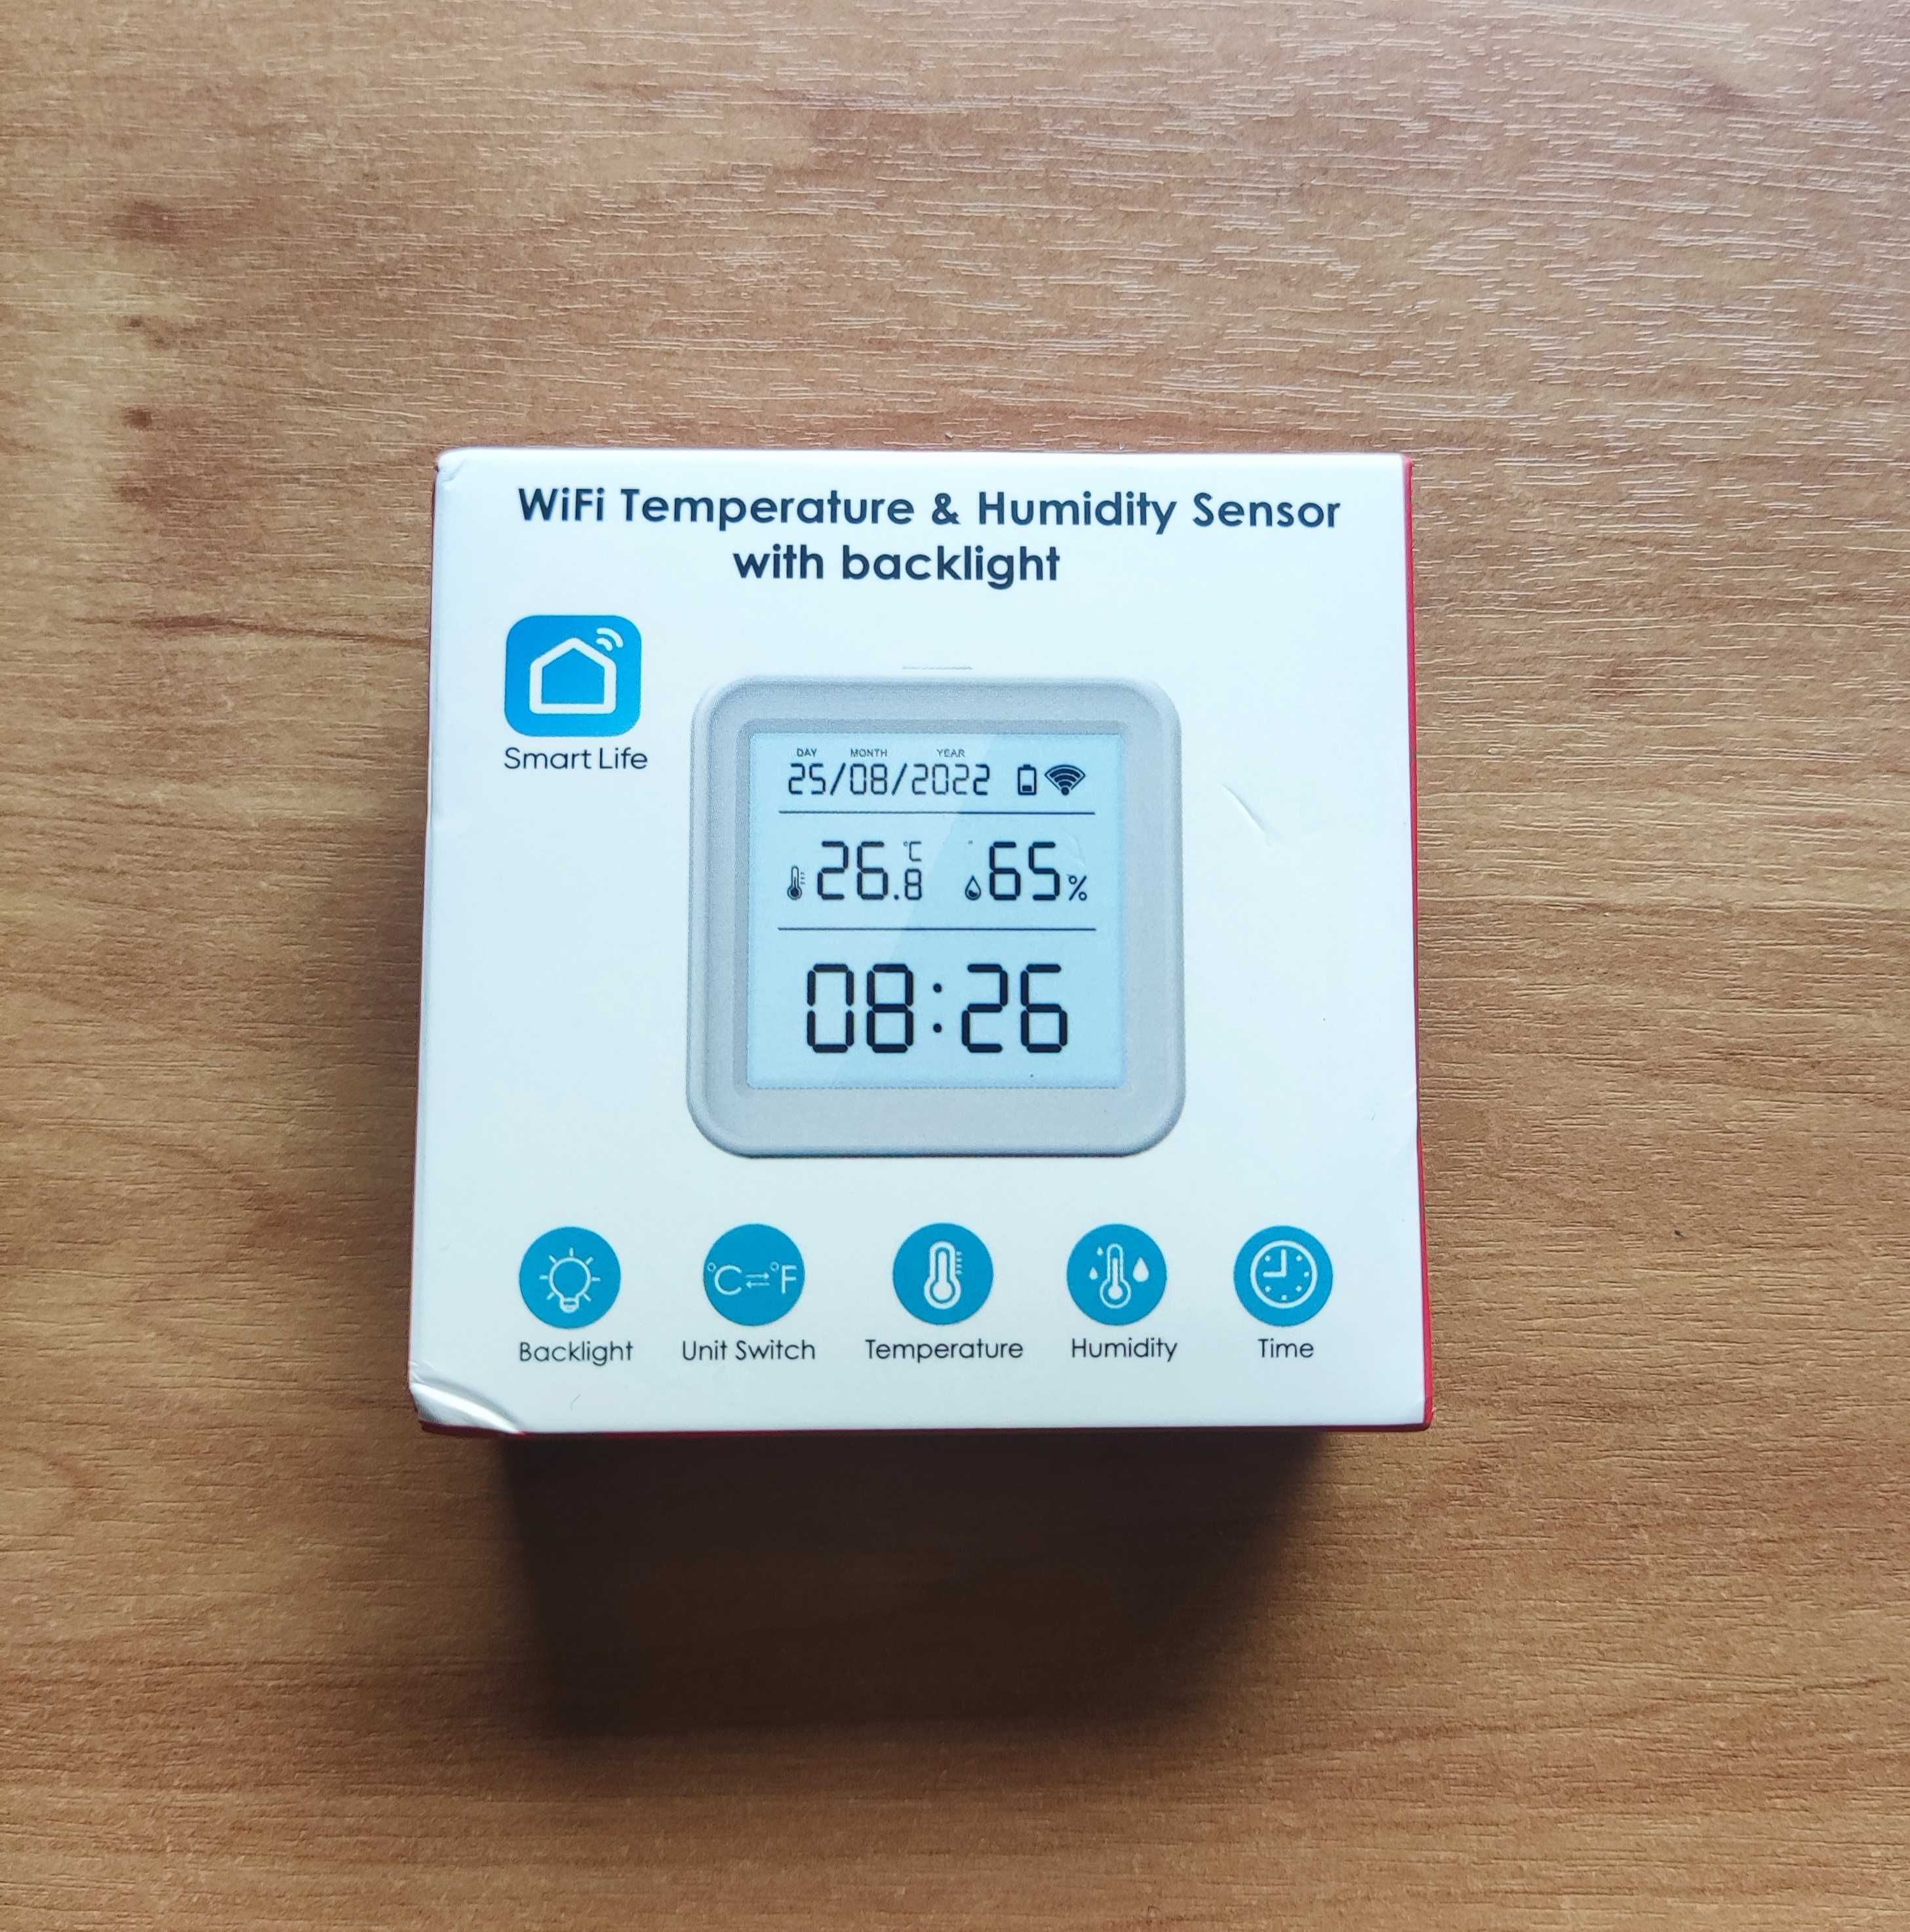 WiFi Temperature & Humidity Sensor
with backlight
Smart Life
DAY MONTH YEAR
25/08/2022
26.8 °C 65%
08:26
°C ⇄ °F
Backlight Unit Switch Temperature Humidity Time